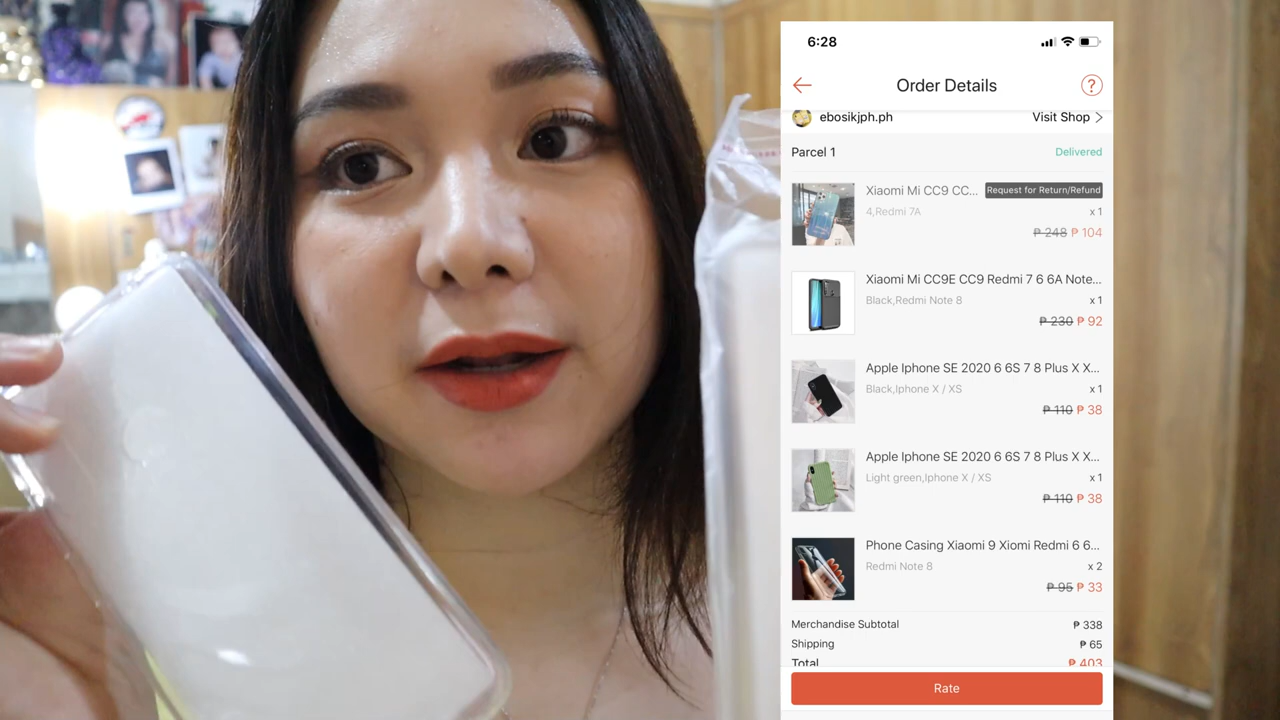 6:28
Order Details
?
ebosikjph.ph Visit Shop
Parcel 1 Delivered
Xiaomi Mi CC9 CC... Request for Return/Refund
4,Redmi 7A x 1
₱ 248 ₱ 104
Xiaomi Mi CC9E CC9 Redmi 7 6 6A Note...
Black,Redmi Note 8 x 1
₱ 230 ₱ 92
Apple Iphone SE 2020 6 6S 7 8 Plus X X...
Black,Iphone X / XS x 1
₱ 110 ₱ 38
Apple Iphone SE 2020 6 6S 7 8 Plus X X...
Light green,Iphone X / XS x 1
₱ 110 ₱ 38
Phone Casing Xiaomi 9 Xiomi Redmi 6 6...
Redmi Note 8 x 2
₱ 95 ₱ 33
Merchandise Subtotal ₱ 338
Shipping ₱ 65
Total ₱ 403
Rate